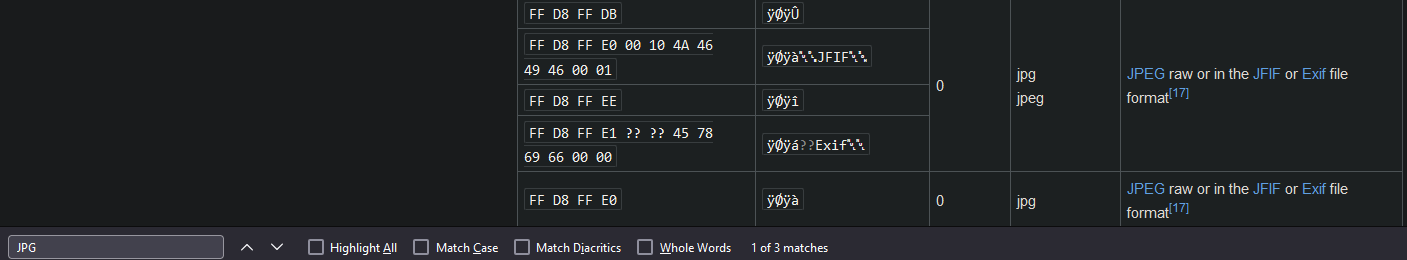 FF D8 FF DB
ÿØÿÛ
FF D8 FF E0 00 10 4A 46
49 46 00 01
ÿØÿà␀␐JFIF␀␁
FF D8 FF EE
ÿØÿî
FF D8 FF E1 ?? ?? 45 78
69 66 00 00
ÿØÿá??Exif␀␀
0
jpg
jpeg
JPEG raw or in the JFIF or Exif file
format[17]
FF D8 FF E0
ÿØÿà
0
jpg
JPEG raw or in the JFIF or Exif file
format[17]
JPG
Highlight All
Match Case
Match Diacritics
Whole Words
1 of 3 matches